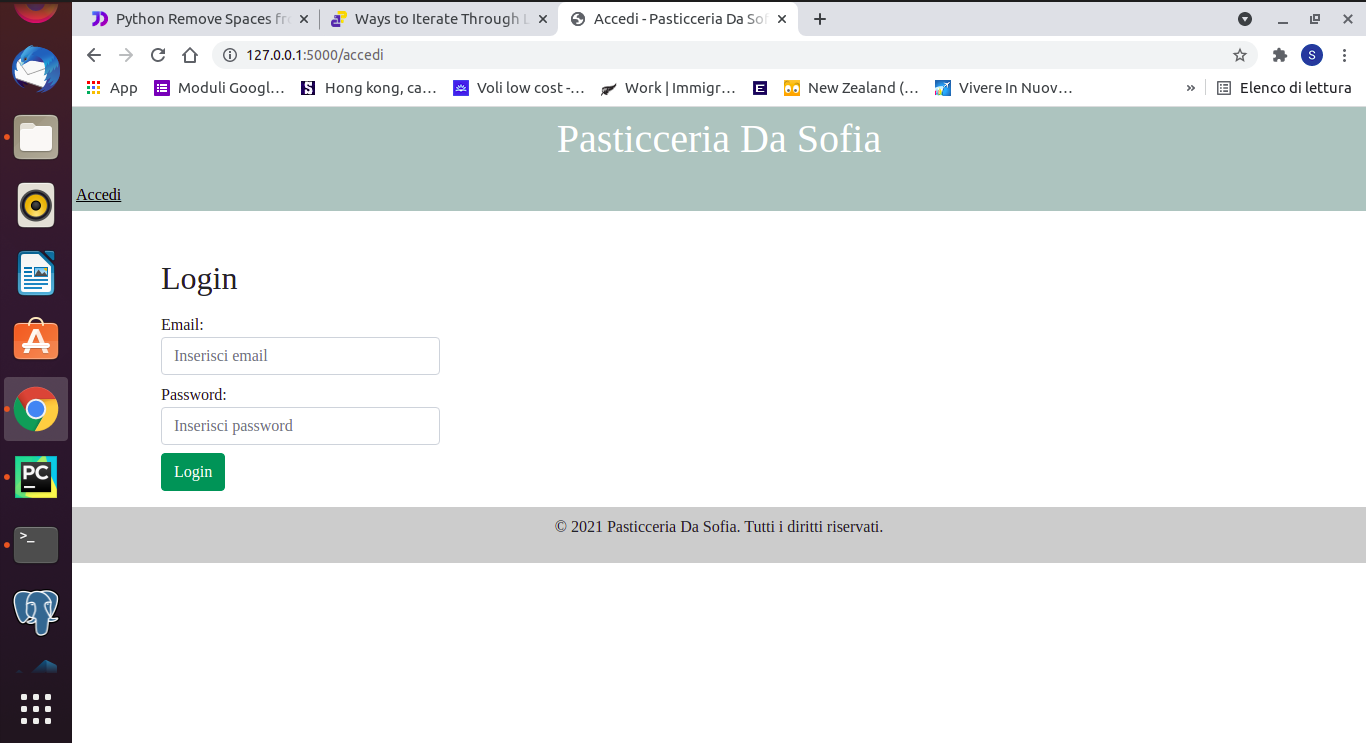 Python Remove Spaces fro
Ways to Iterate Through L
Accedi - Pasticceria Da Sof
127.0.0.1:5000/accedi
S
App
Moduli Googl...
Hong kong, ca...
Voli low cost -...
Work | Immigr...
New Zealand (...
Vivere In Nuov...
»
Elenco di lettura
Pasticceria Da Sofia
Accedi
Login
Email:
Inserisci email
Password:
Inserisci password
Login
© 2021 Pasticceria Da Sofia. Tutti i diritti riservati.
PC
>_